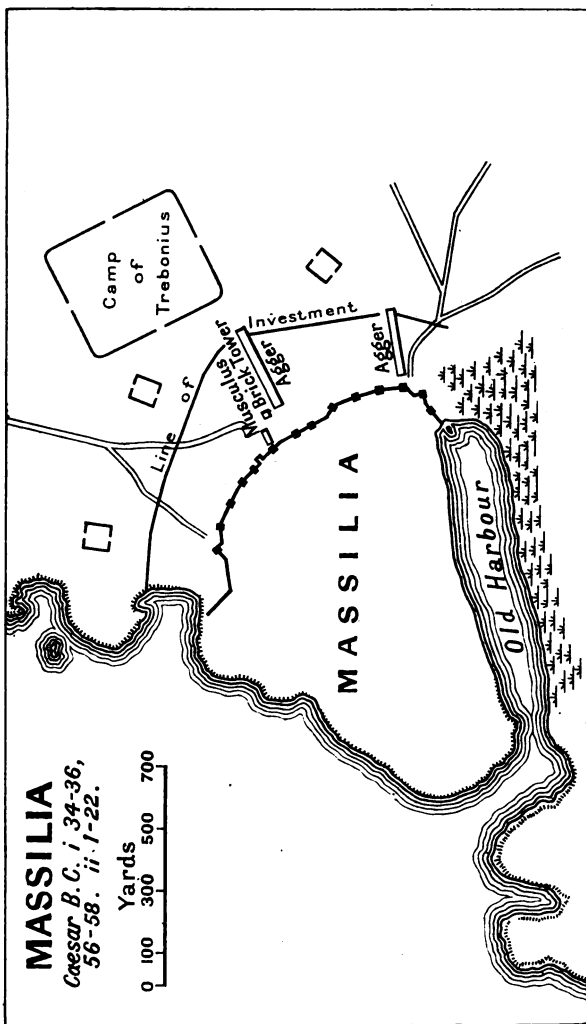 MASSILIA
Caesar B.C. i 34-36,
56-58. ii. 1-22.
Yards
0 100 300 500 700
Camp
of
Trebonius
Line of Investment
Musculus
Brick Tower
Agger
Agger
MASSILIA
Old Harbour